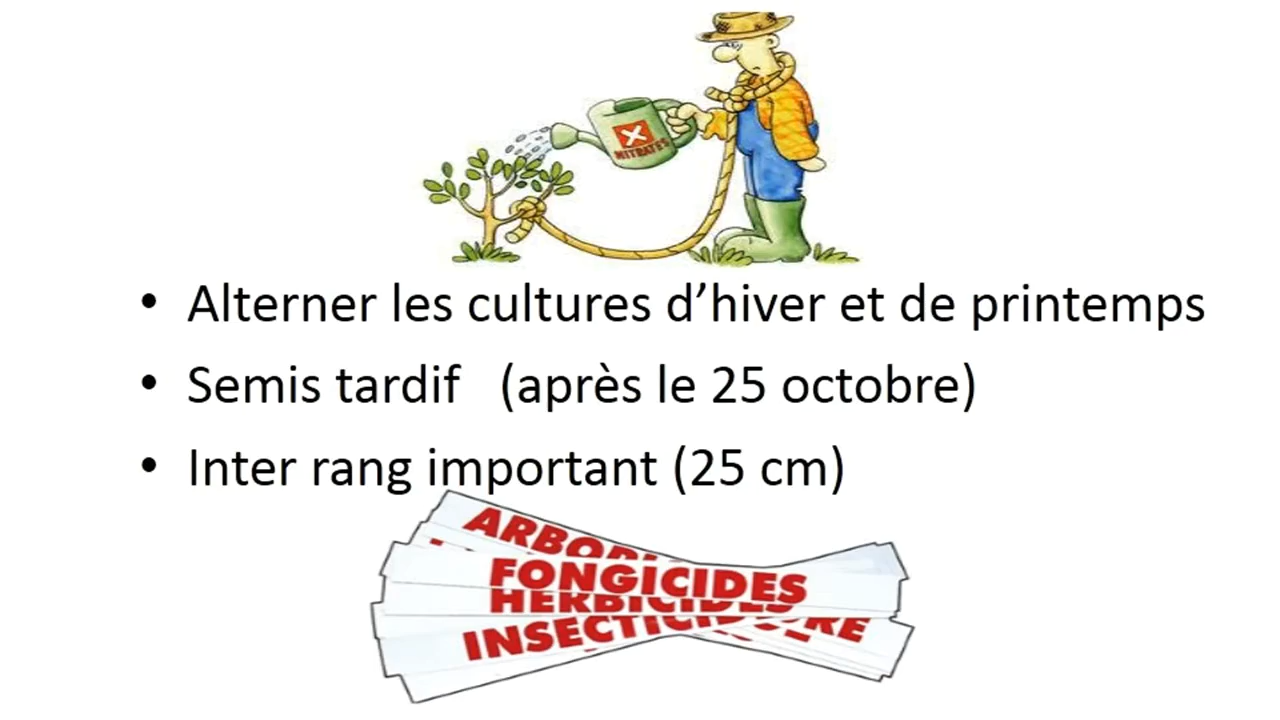 NITRATES
• Alterner les cultures d’hiver et de printemps
• Semis tardif (après le 25 octobre)
• Inter rang important (25 cm)
FONGICIDES
HERBICIDES